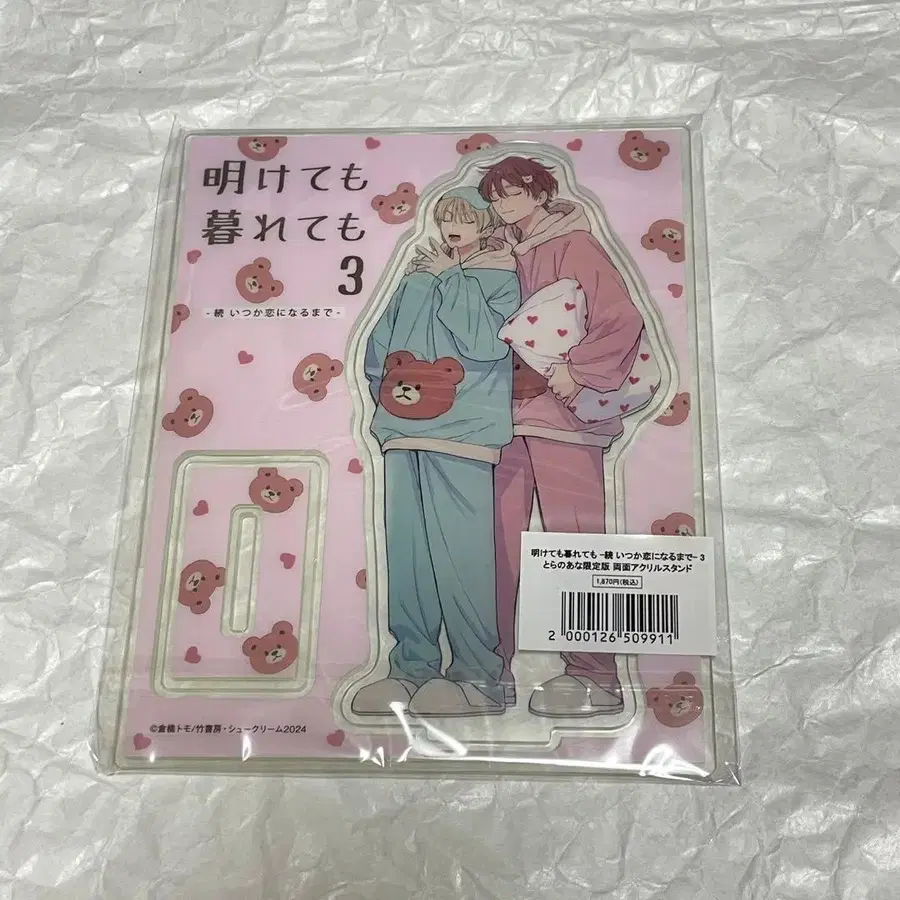 明けても
暮れても
3
- 続 いつか恋になるまで -
明けても暮れても -続 いつか恋になるまで- 3
とらのあな限定版 両面アクリルスタンド
1,870円(税込)
2 000126 509911
©倉橋トモ/竹書房・シュークリーム2024